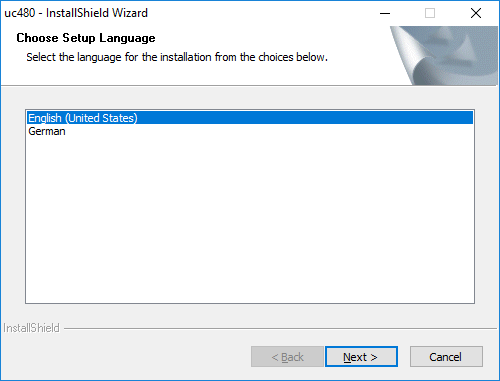 uc480 - InstallShield Wizard
Choose Setup Language
Select the language for the installation from the choices below.
English (United States)
German
InstallShield
< Back
Next >
Cancel